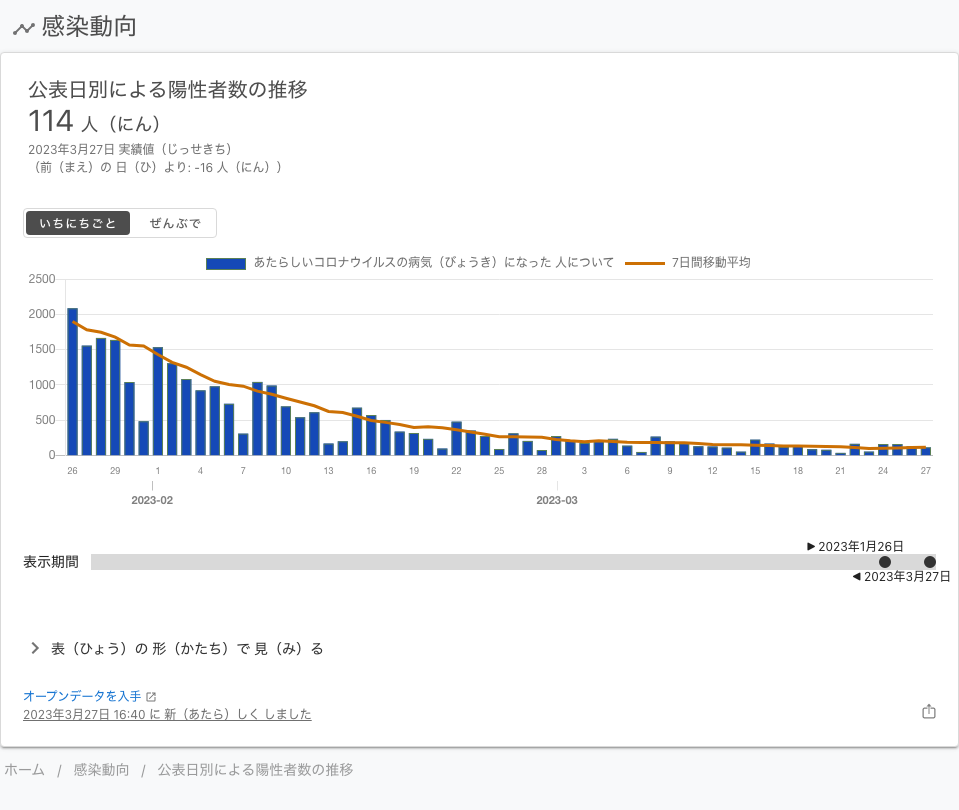 感染動向
公表日別による陽性者数の推移
114 人（にん）
2023年3月27日 実績値（じっせきち）
（前（まえ）の 日（ひ）より: -16 人（にん））
いちにちごと ぜんぶで
あたらしいコロナウイルスの病気（びょうき）になった 人について 7日間移動平均
2500
2000
1500
1000
500
0
26 29 1 4 7 10 13 16 19 22 25 28 3 6 9 12 15 18 21 24 27
2023-02 2023-03
▶ 2023年1月26日
表示期間
◀ 2023年3月27日
表（ひょう）の 形（かたち）で 見（み）る
オープンデータを入手
2023年3月27日 16:40 に 新（あたら）しく しました
ホーム / 感染動向 / 公表日別による陽性者数の推移